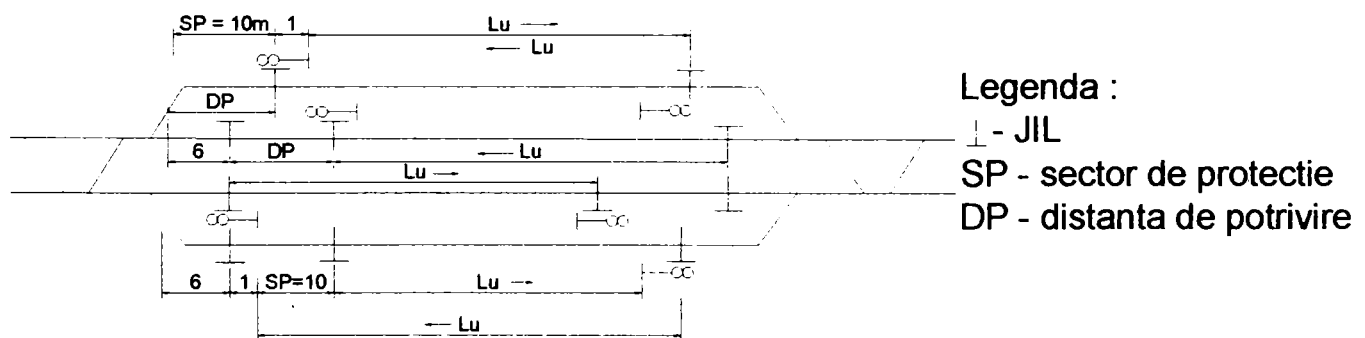 SP = 10m 1 Lu →
← Lu
DP
6 DP ← Lu
Lu →
6 1 SP=10 Lu →
← Lu
Legenda :
⊥ - JIL
SP - sector de protectie
DP - distanta de potrivire